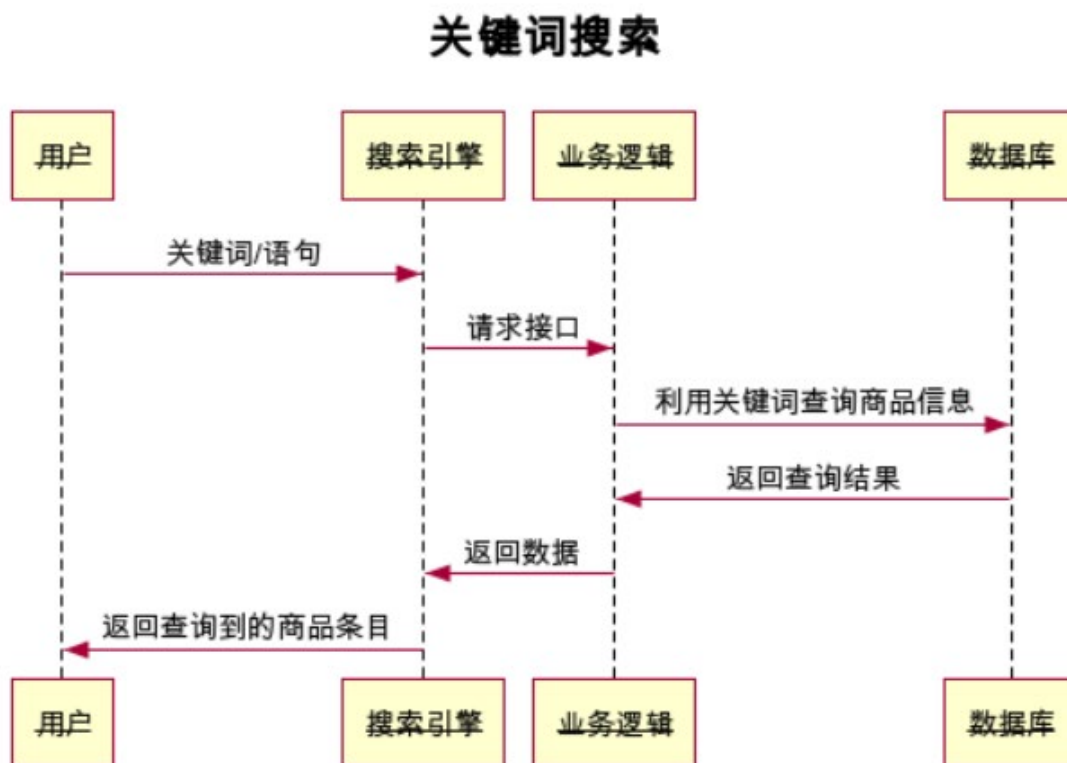 关键词搜索
用户 搜索引擎 业务逻辑 数据库
关键词/语句
请求接口
利用关键词查询商品信息
返回查询结果
返回数据
返回查询到的商品条目
用户 搜索引擎 业务逻辑 数据库